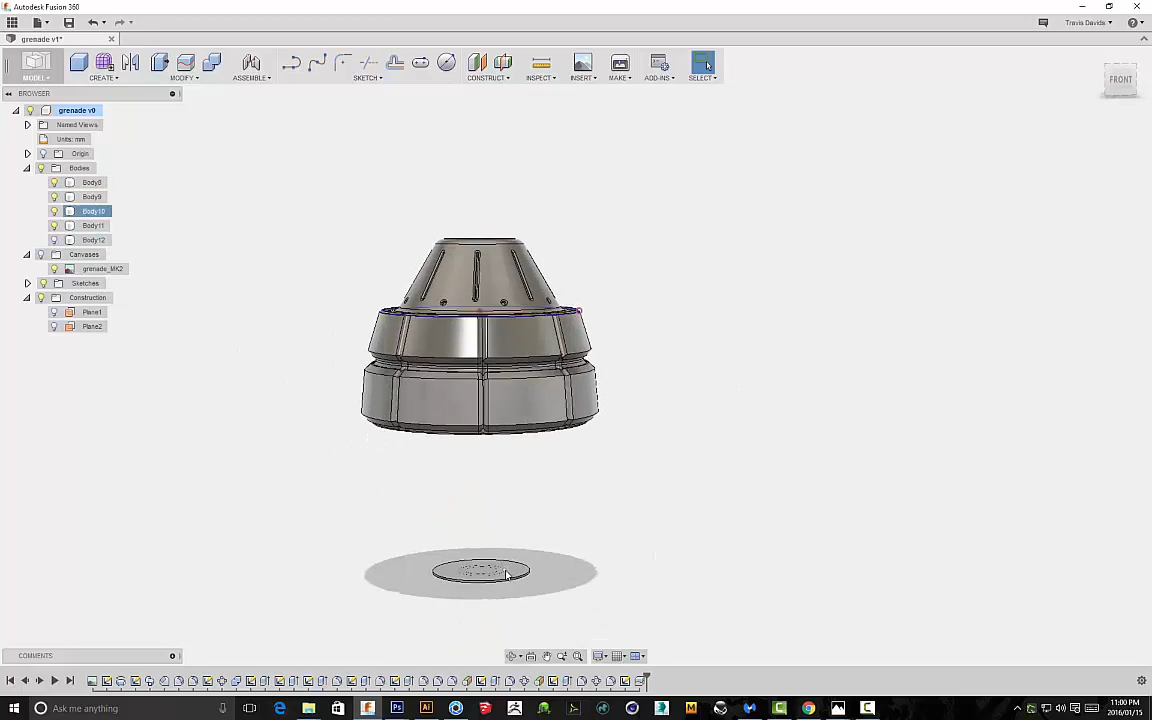 Autodesk Fusion 360
Travis Davids
grenade v1*
MODEL
CREATE
MODIFY
ASSEMBLE
SKETCH
CONSTRUCT
INSPECT
INSERT
MAKE
ADD-INS
SELECT
BROWSER
FRONT
grenade v0
Named Views
Units: mm
Origin
Bodies
Body8
Body9
Body10
Body11
Body12
Canvases
grenade_MK2
Sketches
Construction
Plane1
Plane2
COMMENTS
Ask me anything
11:00 PM
2016/01/15